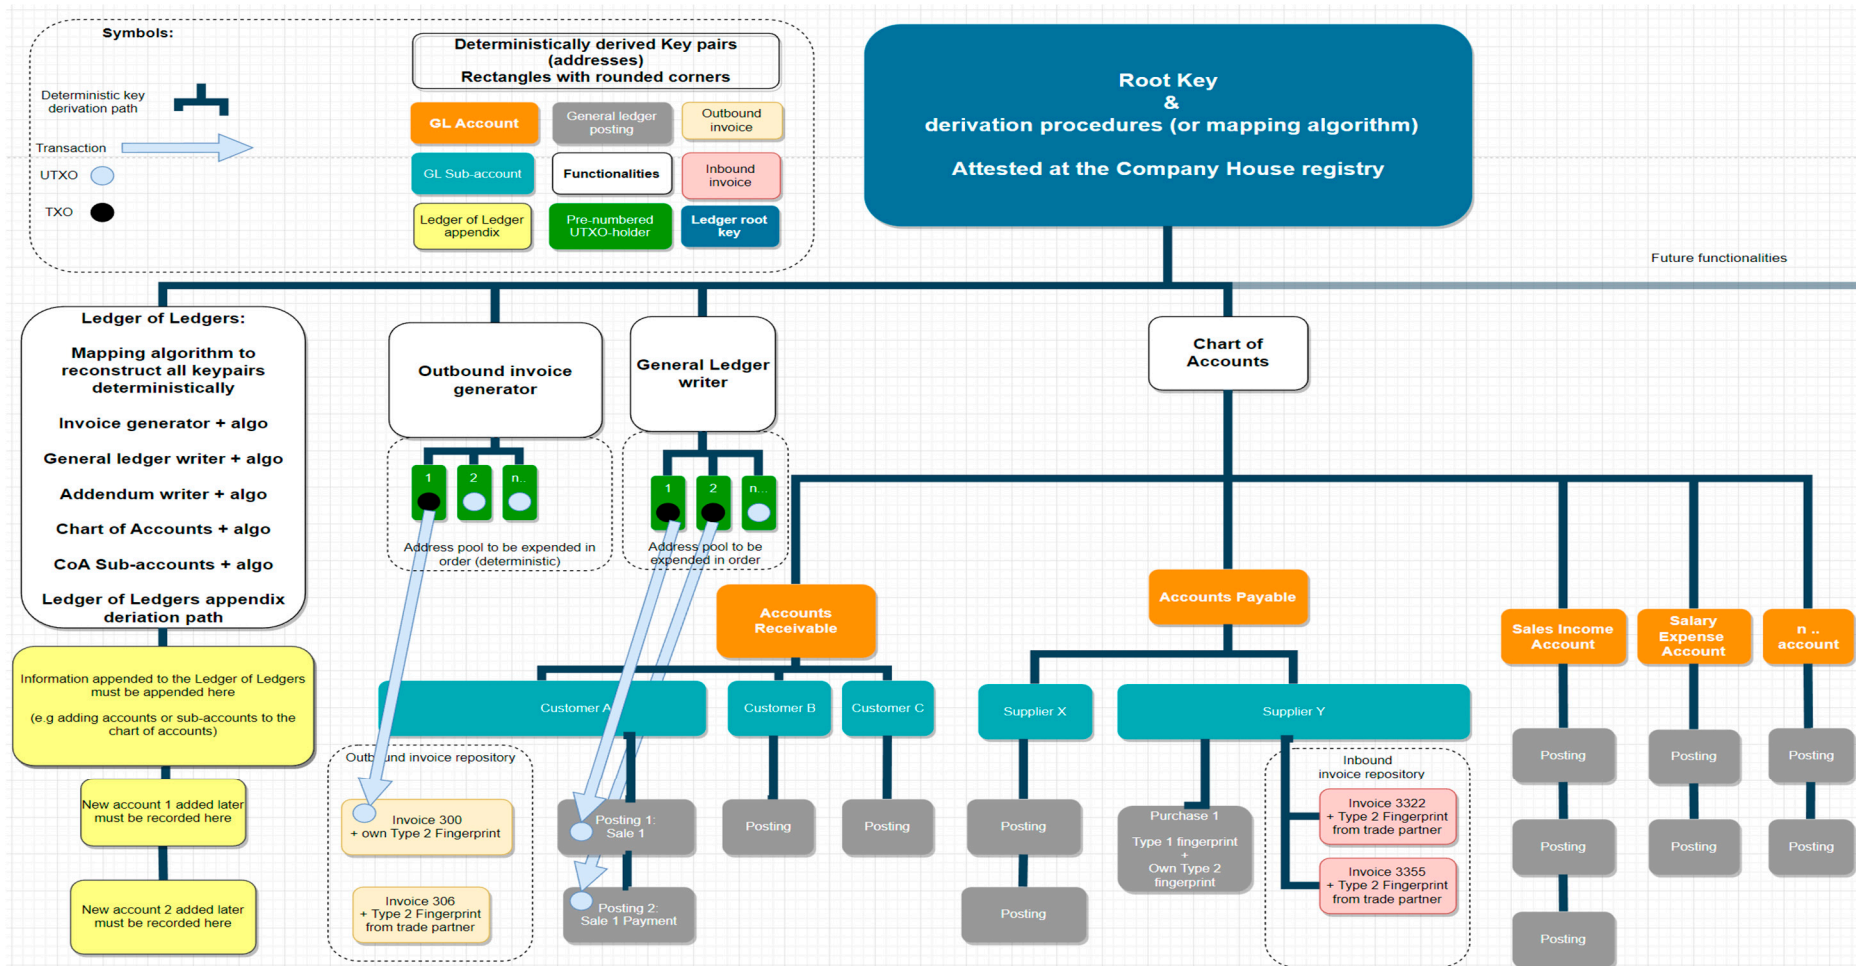 Symbols:
Deterministic key
derivation path
Transaction
UTXO
TXO
Deterministically derived Key pairs
(addresses)
Rectangles with rounded corners
GL Account
General ledger
posting
Outbound
invoice
GL Sub-account
Functionalities
Inbound
invoice
Ledger of Ledger
appendix
Pre-numbered
UTXO-holder
Ledger root
key
Root Key
&
derivation procedures (or mapping algorithm)
Attested at the Company House registry
Future functionalities
Ledger of Ledgers:
Mapping algorithm to
reconstruct all keypairs
deterministically
Invoice generator + algo
General ledger writer + algo
Addendum writer + algo
Chart of Accounts + algo
CoA Sub-accounts + algo
Ledger of Ledgers appendix
deriation path
Information appended to the Ledger of Ledgers
must be appended here
(e.g adding accounts or sub-accounts to the
chart of accounts)
New account 1 added later
must be recorded here
New account 2 added later
must be recorded here
Outbound invoice
generator
1
2
n..
Address pool to be expended in
order (deterministic)
General Ledger
writer
1
2
n...
Address pool to be
expended in order
Chart of
Accounts
Accounts
Receivable
Accounts Payable
Sales Income
Account
Salary
Expense
Account
n ..
account
Customer A
Customer B
Customer C
Supplier X
Supplier Y
Outbound invoice repository
Invoice 300
+ own Type 2 Fingerprint
Invoice 306
+ Type 2 Fingerprint
from trade partner
Posting 1:
Sale 1
Posting 2:
Sale 1 Payment
Posting
Posting
Posting
Posting
Purchase 1
Type 1 fingerprint
+
Own Type 2
fingerprint
Inbound
invoice repository
Invoice 3322
+ Type 2 Fingerprint
from trade partner
Invoice 3355
+ Type 2 Fingerprint
from trade partner
Posting
Posting
Posting
Posting
Posting
Posting
Posting